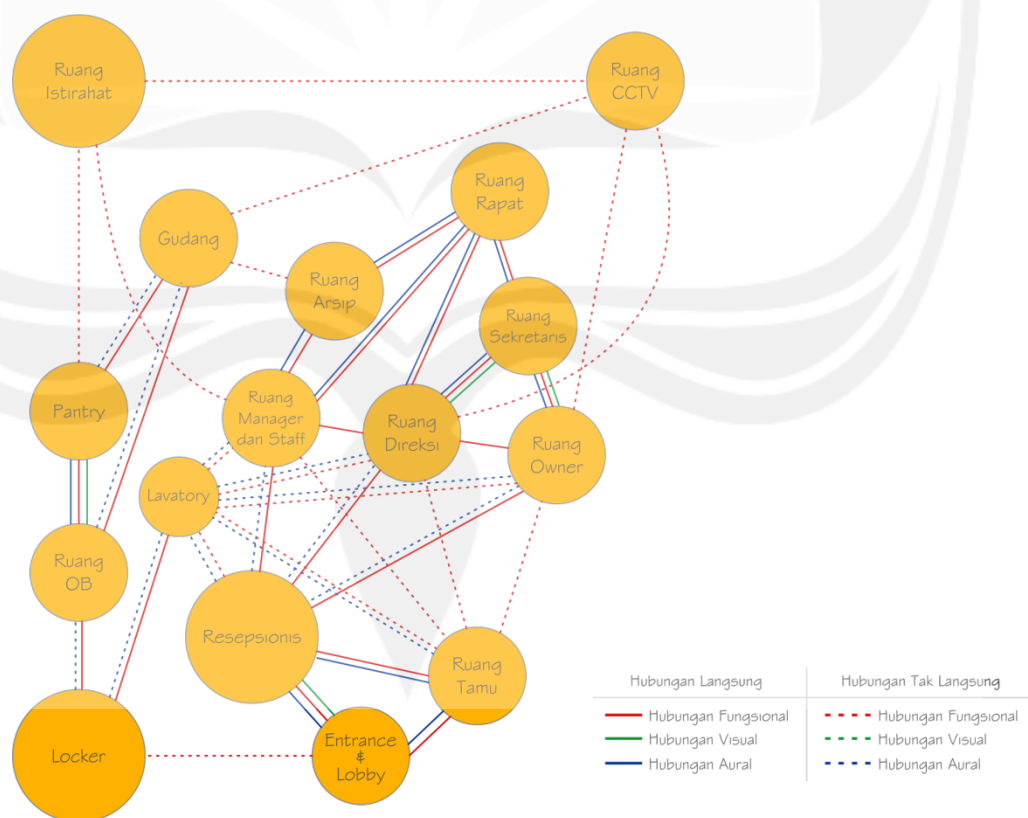 Ruang
Istirahat
Ruang
CCTV
Ruang
Rapat
Gudang
Ruang
Arsip
Ruang
Sekretaris
Pantry
Ruang
Manager
dan Staff
Ruang
Direksi
Ruang
Owner
Lavatory
Ruang
OB
Resepsionis
Ruang
Tamu
Locker
Entrance
&
Lobby
Hubungan Langsung
Hubungan Tak Langsung
Hubungan Fungsional
Hubungan Fungsional
Hubungan Visual
Hubungan Visual
Hubungan Aural
Hubungan Aural